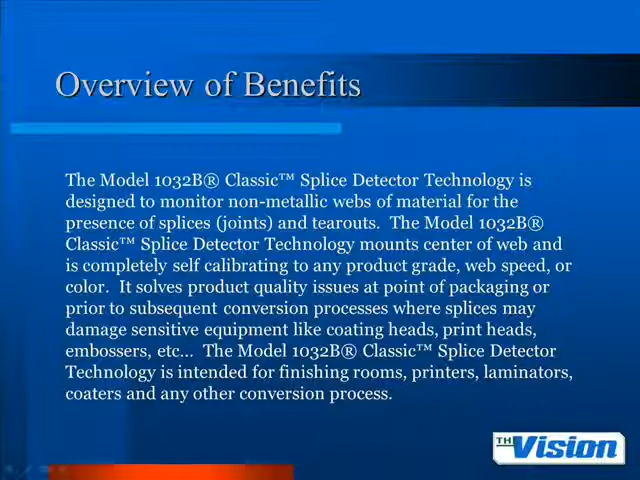 Overview of Benefits
The Model 1032B® Classic™ Splice Detector Technology is
designed to monitor non-metallic webs of material for the
presence of splices (joints) and tearouts.  The Model 1032B®
Classic™ Splice Detector Technology mounts center of web and
is completely self calibrating to any product grade, web speed, or
color.  It solves product quality issues at point of packaging or
prior to subsequent conversion processes where splices may
damage sensitive equipment like coating heads, print heads,
embossers, etc…  The Model 1032B® Classic™ Splice Detector
Technology is intended for finishing rooms, printers, laminators,
coaters and any other conversion process.
TH Vision